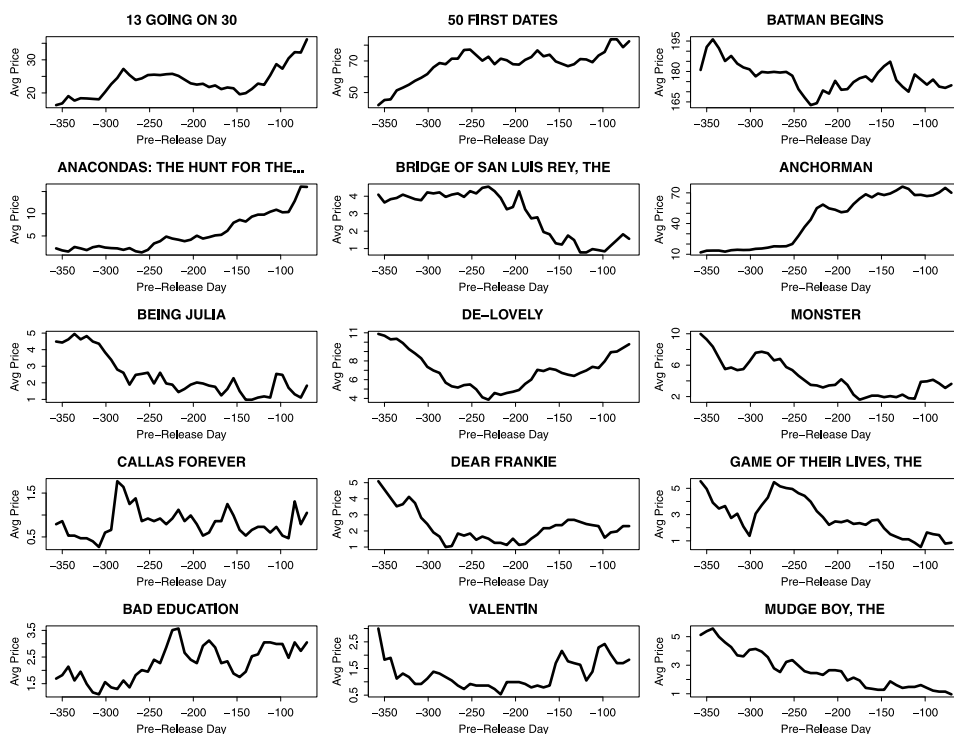 13 GOING ON 30
Avg Price
20 30
−350 −300 −250 −200 −150 −100
Pre−Release Day
50 FIRST DATES
Avg Price
50 70
−350 −300 −250 −200 −150 −100
Pre−Release Day
BATMAN BEGINS
Avg Price
165 180 195
−350 −300 −250 −200 −150 −100
Pre−Release Day
ANACONDAS: THE HUNT FOR THE...
Avg Price
5 10
−350 −300 −250 −200 −150 −100
Pre−Release Day
BRIDGE OF SAN LUIS REY, THE
Avg Price
1 2 3 4
−350 −300 −250 −200 −150 −100
Pre−Release Day
ANCHORMAN
Avg Price
10 40 70
−350 −300 −250 −200 −150 −100
Pre−Release Day
BEING JULIA
Avg Price
1 2 3 4 5
−350 −300 −250 −200 −150 −100
Pre−Release Day
DE−LOVELY
Avg Price
4 6 8 11
−350 −300 −250 −200 −150 −100
Pre−Release Day
MONSTER
Avg Price
2 6 10
−350 −300 −250 −200 −150 −100
Pre−Release Day
CALLAS FOREVER
Avg Price
0.5 1.5
−350 −300 −250 −200 −150 −100
Pre−Release Day
DEAR FRANKIE
Avg Price
1 2 3 4 5
−350 −300 −250 −200 −150 −100
Pre−Release Day
GAME OF THEIR LIVES, THE
Avg Price
1 3 5
−350 −300 −250 −200 −150 −100
Pre−Release Day
BAD EDUCATION
Avg Price
1.5 2.5 3.5
−350 −300 −250 −200 −150 −100
Pre−Release Day
VALENTIN
Avg Price
0.5 1.5 2.5
−350 −300 −250 −200 −150 −100
Pre−Release Day
MUDGE BOY, THE
Avg Price
1 3 5
−350 −300 −250 −200 −150 −100
Pre−Release Day